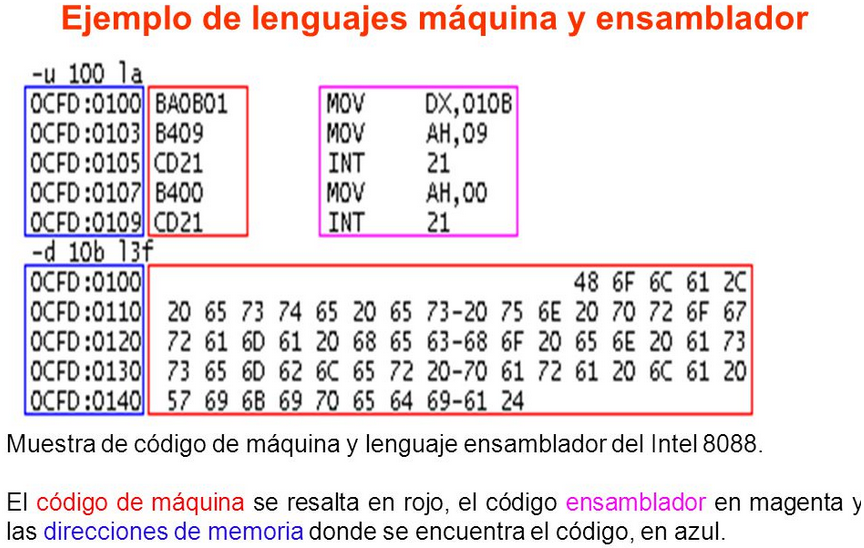 Ejemplo de lenguajes máquina y ensamblador
-u 100 la
0CFD:0100 BA0B01 MOV DX,010B
0CFD:0103 B409 MOV AH,09
0CFD:0105 CD21 INT 21
0CFD:0107 B400 MOV AH,00
0CFD:0109 CD21 INT 21
-d 10b l3f
0CFD:0100 48 6F 6C 61 2C
0CFD:0110 20 65 73 74 65 20 65 73-20 75 6E 20 70 72 6F 67
0CFD:0120 72 61 6D 61 20 68 65 63-68 6F 20 65 6E 20 61 73
0CFD:0130 73 65 6D 62 6C 65 72 20-70 61 72 61 20 6C 61 20
0CFD:0140 57 69 6B 69 70 65 64 69-61 24
Muestra de código de máquina y lenguaje ensamblador del Intel 8088.
El código de máquina se resalta en rojo, el código ensamblador en magenta y
las direcciones de memoria donde se encuentra el código, en azul.